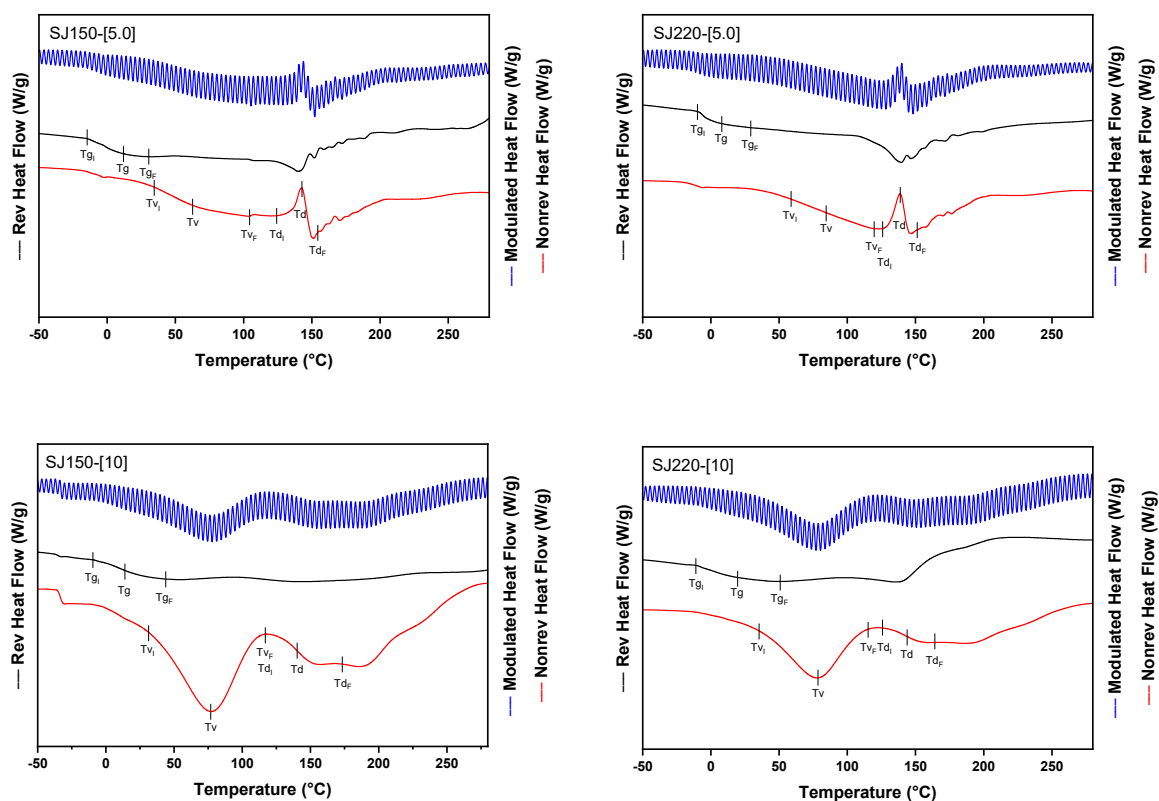 SJ150-[5.0]
— Rev Heat Flow (W/g)
Tg_I
Tg
Tg_F
Tv_I
Tv
Tv_F
Td_I
Td
Td_F
-50 0 50 100 150 200 250
Temperature (°C)
— Modulated Heat Flow (W/g)
— Nonrev Heat Flow (W/g)
SJ220-[5.0]
— Rev Heat Flow (W/g)
Tg_I
Tg
Tg_F
Tv_I
Tv
Tv_F
Td_I
Td
Td_F
-50 0 50 100 150 200 250
Temperature (°C)
— Modulated Heat Flow (W/g)
— Nonrev Heat Flow (W/g)
SJ150-[10]
— Rev Heat Flow (W/g)
Tg_I
Tg
Tg_F
Tv_I
Tv
Tv_F
Td_I
Td
Td_F
-50 0 50 100 150 200 250
Temperature (°C)
— Modulated Heat Flow (W/g)
— Nonrev Heat Flow (W/g)
SJ220-[10]
— Rev Heat Flow (W/g)
Tg_I
Tg
Tg_F
Tv_I
Tv
Tv_F
Td_I
Td
Td_F
-50 0 50 100 150 200 250
Temperature (°C)
— Modulated Heat Flow (W/g)
— Nonrev Heat Flow (W/g)